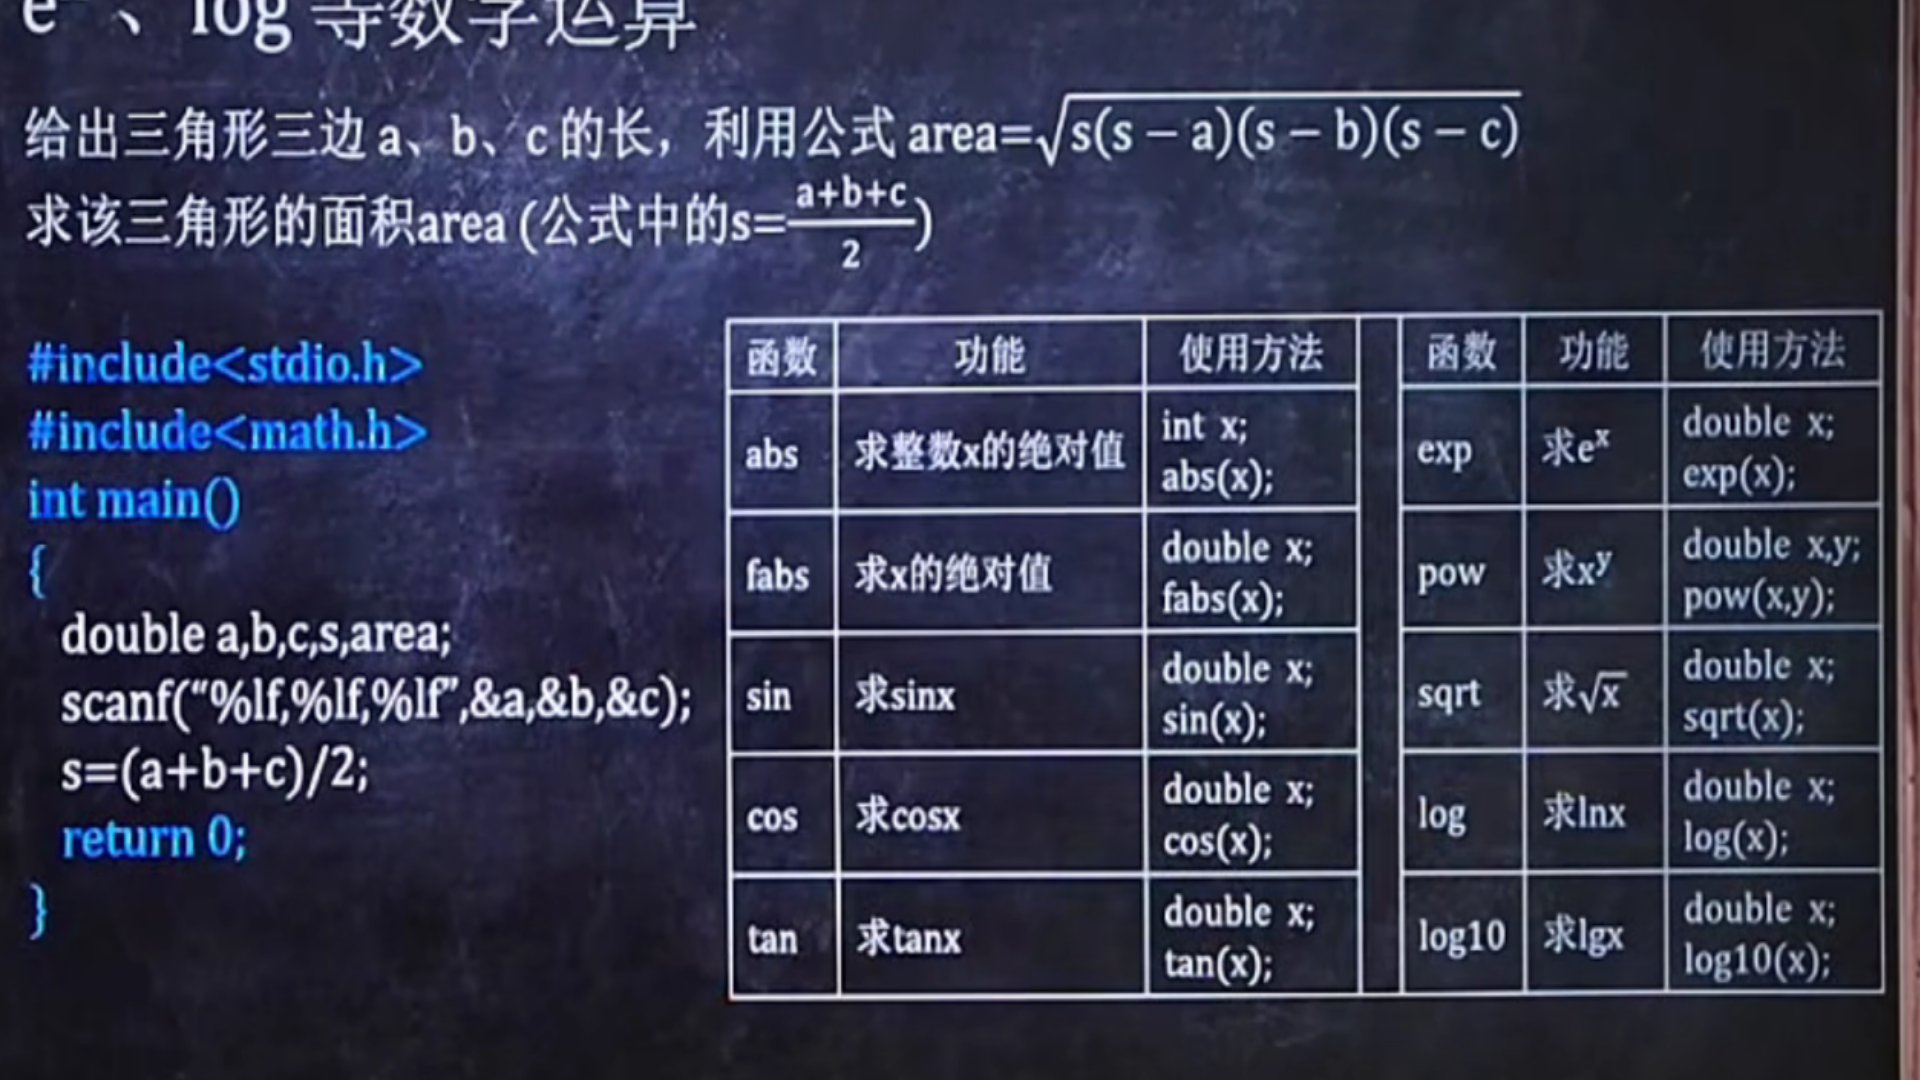 e^x、log 等数学运算
给出三角形三边 a、b、c 的长，利用公式 area=√s(s − a)(s − b)(s − c)
求该三角形的面积area (公式中的s=a+b+c/2)
#include<stdio.h>
#include<math.h>
int main()
{
double a,b,c,s,area;
scanf(“%lf,%lf,%lf”,&a,&b,&c);
s=(a+b+c)/2;
return 0;
}
函数 功能 使用方法 函数 功能 使用方法
abs 求整数x的绝对值 int x; abs(x); exp 求e^x double x; exp(x);
fabs 求x的绝对值 double x; fabs(x); pow 求x^y double x,y; pow(x,y);
sin 求sinx double x; sin(x); sqrt 求√x double x; sqrt(x);
cos 求cosx double x; cos(x); log 求lnx double x; log(x);
tan 求tanx double x; tan(x); log10 求lgx double x; log10(x);